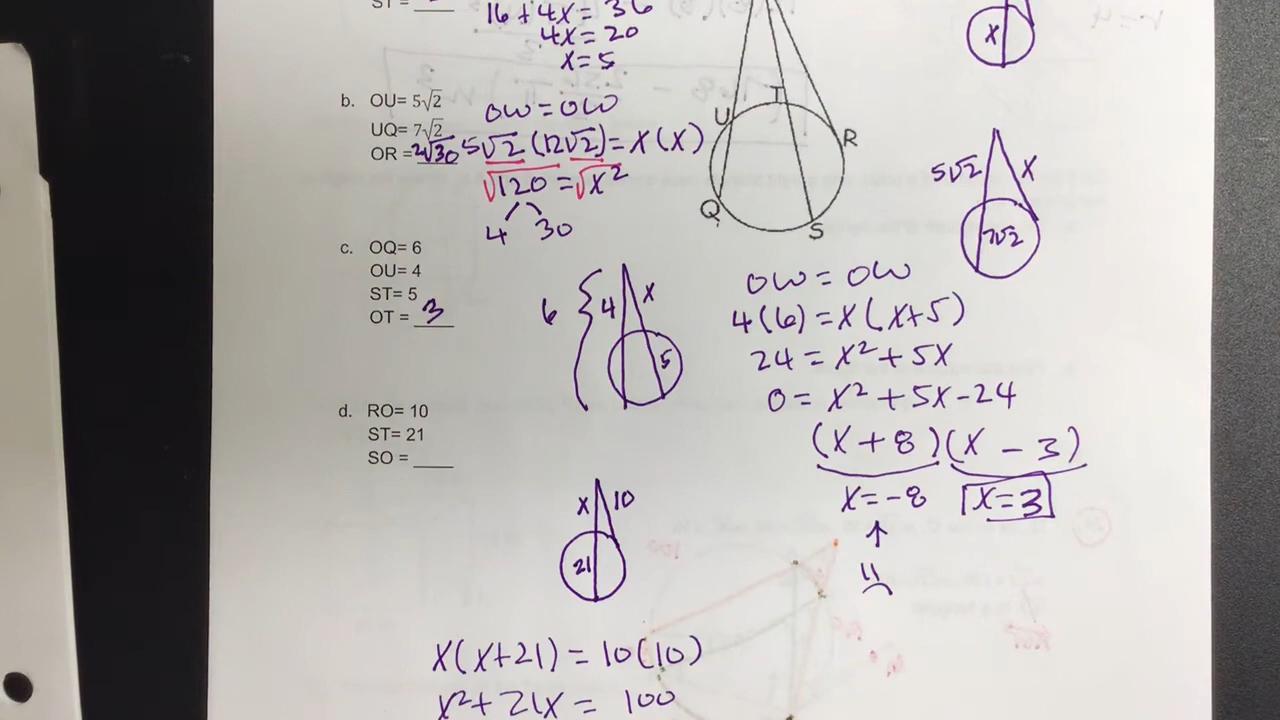 ST = __
16 + 4x = 36
4x = 20
x = 5
b. OU= 5√2
UQ= 7√2
OR = 2√30
OW = OW
5√2 (12√2) = x(x)
√120 = √x²
4 30
U
T
R
Q
S
x
5√2 x
7√2
c. OQ= 6
OU= 4
ST= 5
OT = 3
6 { 4 x
5
OW = OW
4(6) = x(x+5)
24 = x² + 5x
0 = x² + 5x - 24
(x + 8)(x - 3)
x = -8 x = 3
d. RO= 10
ST= 21
SO = ___
x 10
21
x(x+21) = 10(10)
x² + 21x = 100